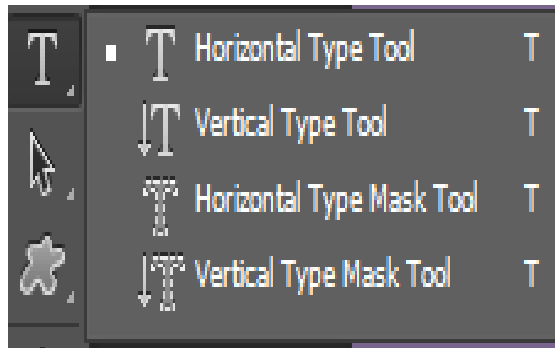 Horizontal Type Tool T
Vertical Type Tool T
Horizontal Type Mask Tool T
Vertical Type Mask Tool T